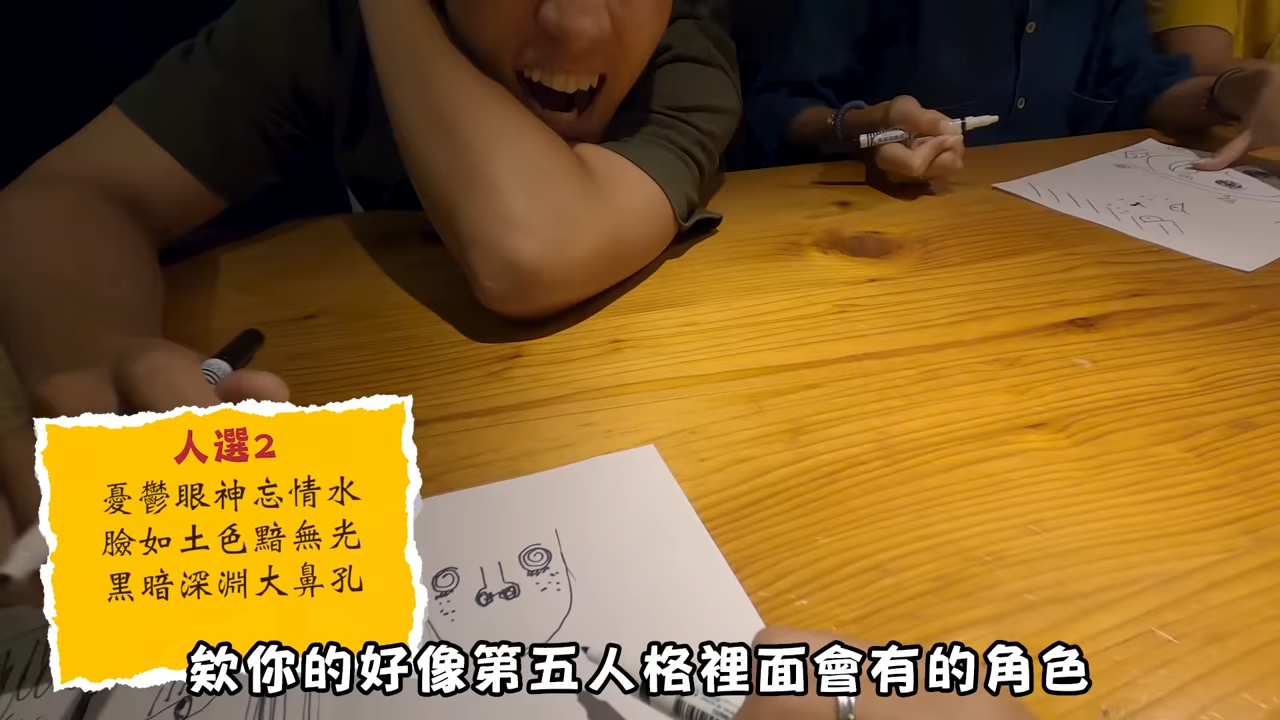 人選2
憂鬱眼神忘情水
臉如土色黯無光
黑暗深淵大鼻孔
欸你的好像第五人格裡面會有的角色